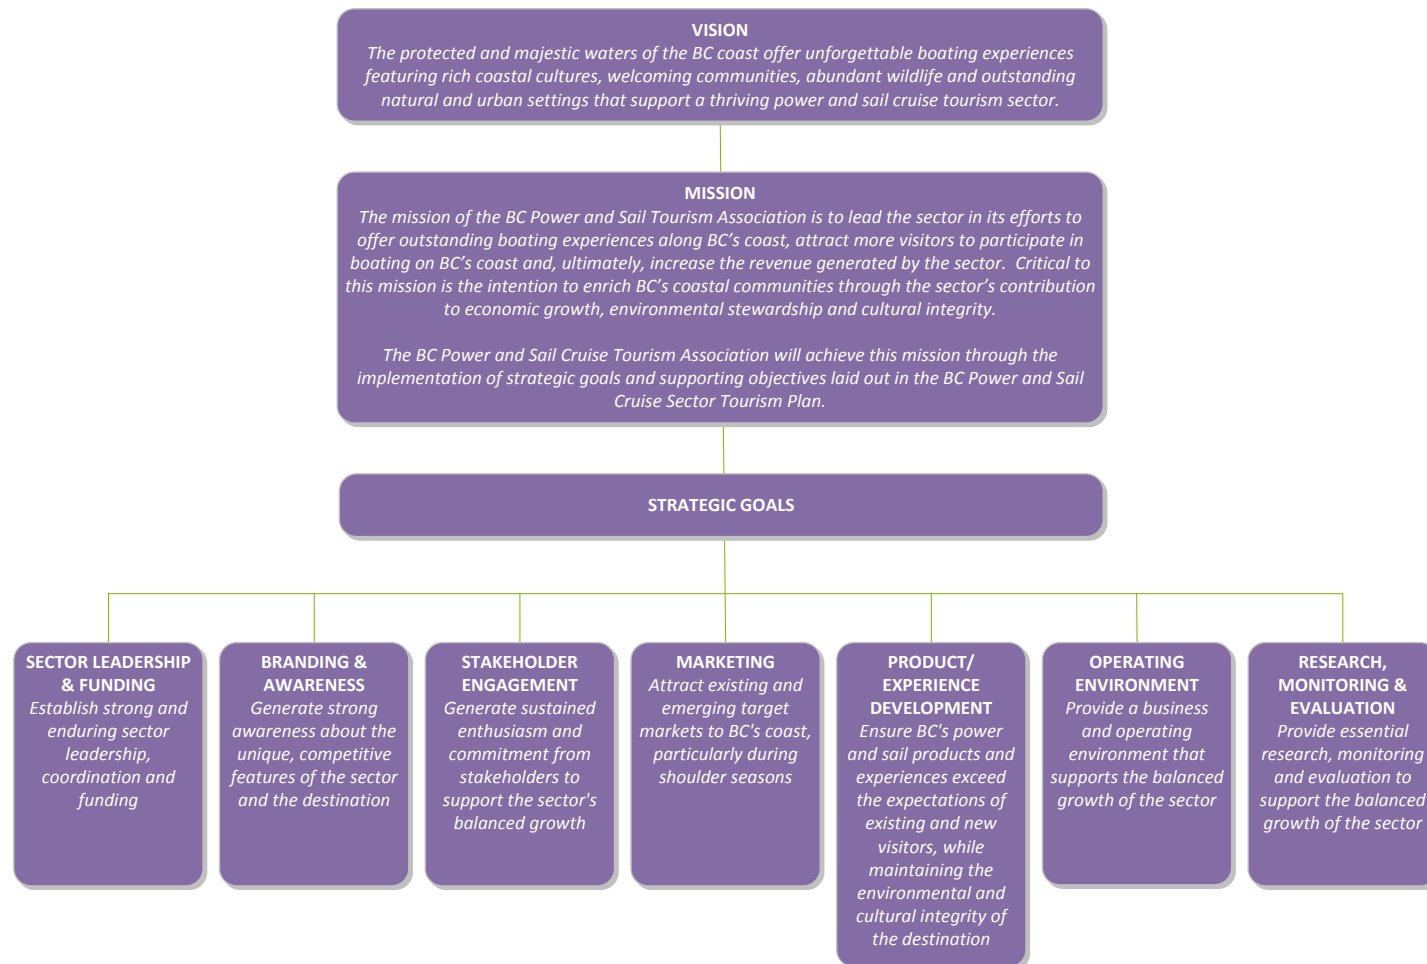 VISION
The protected and majestic waters of the BC coast offer unforgettable boating experiences
featuring rich coastal cultures, welcoming communities, abundant wildlife and outstanding
natural and urban settings that support a thriving power and sail cruise tourism sector.
MISSION
The mission of the BC Power and Sail Tourism Association is to lead the sector in its efforts to
offer outstanding boating experiences along BC's coast, attract more visitors to participate in
boating on BC's coast and, ultimately, increase the revenue generated by the sector. Critical to
this mission is the intention to enrich BC's coastal communities through the sector's contribution
to economic growth, environmental stewardship and cultural integrity.
The BC Power and Sail Cruise Tourism Association will achieve this mission through the
implementation of strategic goals and supporting objectives laid out in the BC Power and Sail
Cruise Sector Tourism Plan.
STRATEGIC GOALS
SECTOR LEADERSHIP
& FUNDING
Establish strong and
enduring sector
leadership,
coordination and
funding
BRANDING &
AWARENESS
Generate strong
awareness about the
unique, competitive
features of the sector
and the destination
STAKEHOLDER
ENGAGEMENT
Generate sustained
enthusiasm and
commitment from
stakeholders to
support the sector's
balanced growth
MARKETING
Attract existing and
emerging target
markets to BC's coast,
particularly during
shoulder seasons
PRODUCT/
EXPERIENCE
DEVELOPMENT
Ensure BC's power
and sail products and
experiences exceed
the expectations of
existing and new
visitors, while
maintaining the
environmental and
cultural integrity of
the destination
OPERATING
ENVIRONMENT
Provide a business
and operating
environment that
supports the balanced
growth of the sector
RESEARCH,
MONITORING &
EVALUATION
Provide essential
research, monitoring
and evaluation to
support the balanced
growth of the sector